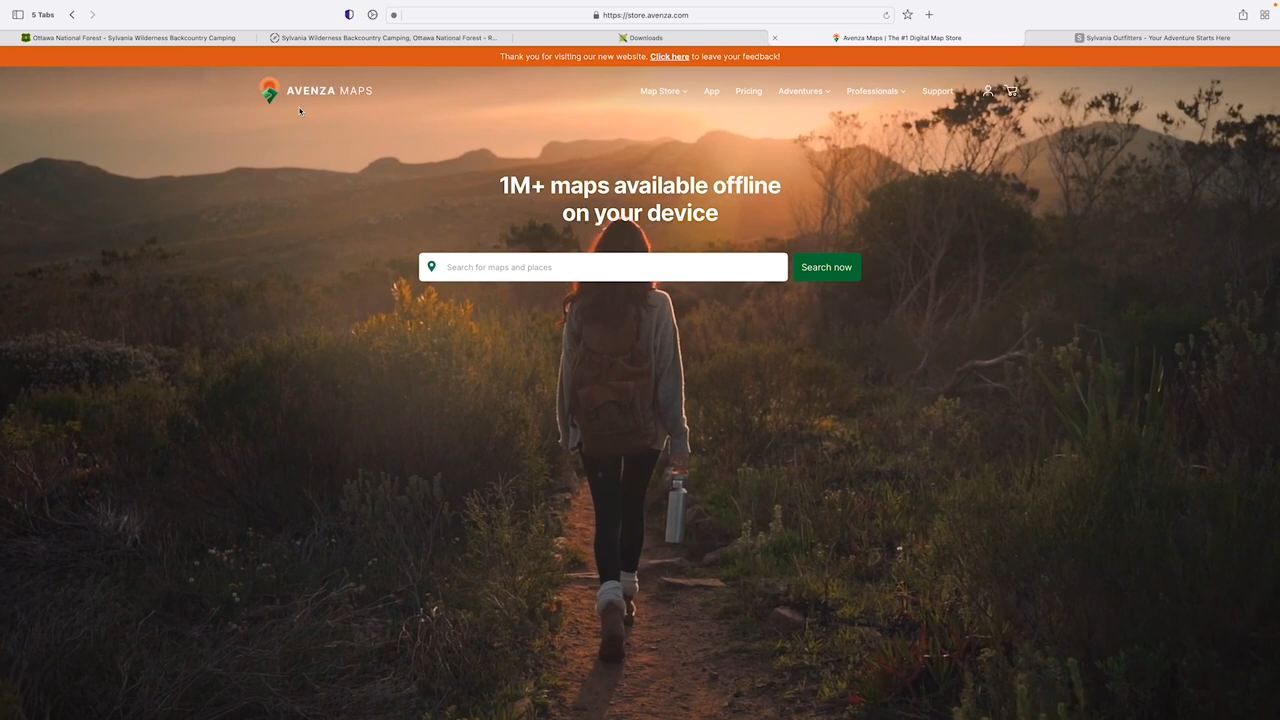 5 Tabs
https://store.avenza.com
Ottawa National Forest - Sylvania Wilderness Backcountry Camping
Sylvania Wilderness Backcountry Camping, Ottawa National Forest - R...
Downloads
Avenza Maps | The #1 Digital Map Store
S Sylvania Outfitters - Your Adventure Starts Here
Thank you for visiting our new website. Click here to leave your feedback!
AVENZA MAPS
Map Store
App
Pricing
Adventures
Professionals
Support
1M+ maps available offline
on your device
Search for maps and places
Search now